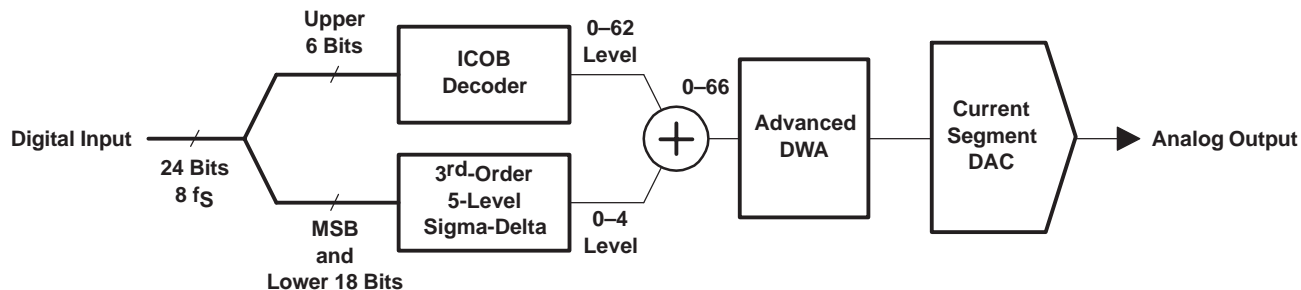 Digital Input
24 Bits
8 fS
Upper
6 Bits
ICOB
Decoder
0–62
Level
MSB
and
Lower 18 Bits
3rd-Order
5-Level
Sigma-Delta
0–4
Level
+
0–66
Advanced
DWA
Current
Segment
DAC
Analog Output